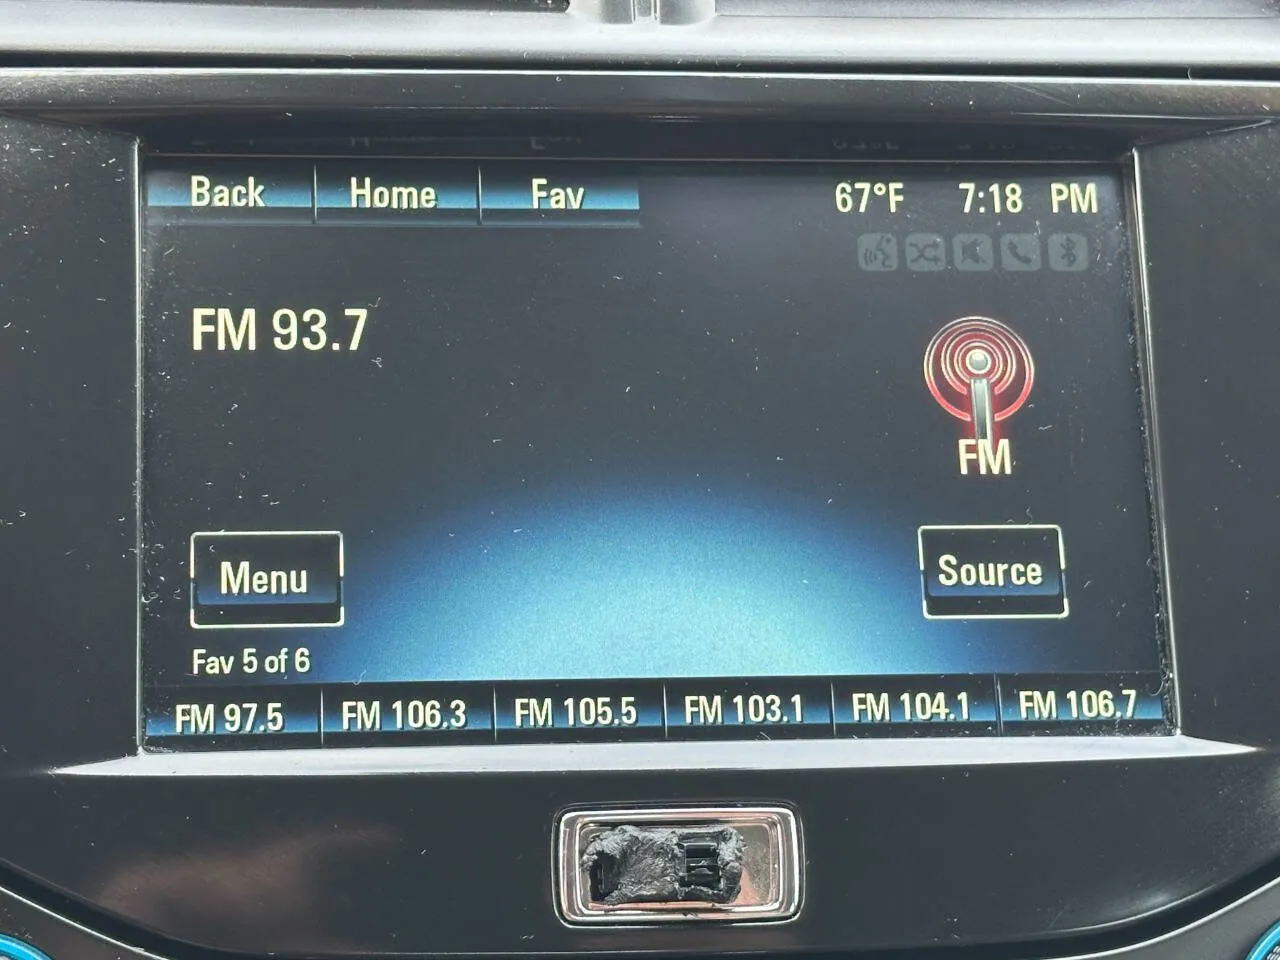 Back Home Fav 67°F 7:18 PM
FM 93.7
FM
Menu
Source
Fav 5 of 6
FM 97.5 FM 106.3 FM 105.5 FM 103.1 FM 104.1 FM 106.7